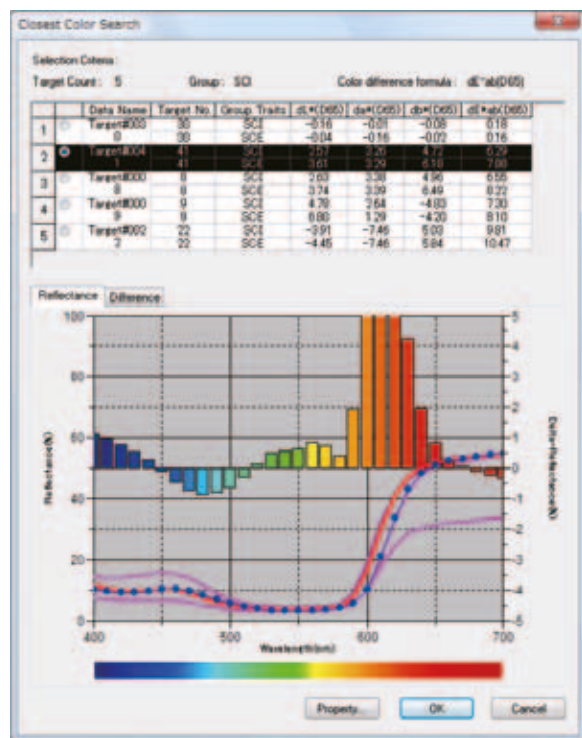 Closest Color Search
Selection Criteria :
Target Count : 5 Group : SCI Color difference formula : dE*ab(D65)
Data Name Target No. Group Traits dL*(D65) da*(D65) db*(D65) dE*ab(D65)
1 Target#003 30 SCI -0.16 -0.01 -0.08 0.18
SCE -0.04 -0.16 -0.02 0.16
2 Target#004 41 SCI 3.26 4.72 6.29
1 41 SCE 3.61 3.29 6.18
3 Target#000 8 SCI 2.63 3.38 4.96 6.55
8 8 SCE 3.74 3.39 6.49 8.22
4 Target#000 9 SCI 4.78 2.64 -4.80 7.30
9 9 SCE 6.80 1.29 -4.20 8.10
5 Target#002 22 SCI -3.91 -7.46 5.03 9.81
2 22 SCE -4.45 -7.46 5.84 10.47
Reflectance Difference
100 5
4
80 3
2
60 1
0
40 -1
-2
20 -3
-4
0 -5
400 500 600 700
Reflectance(%)
Delta-Reflectance(%)
Wavelength(nm)
Property... OK Cancel